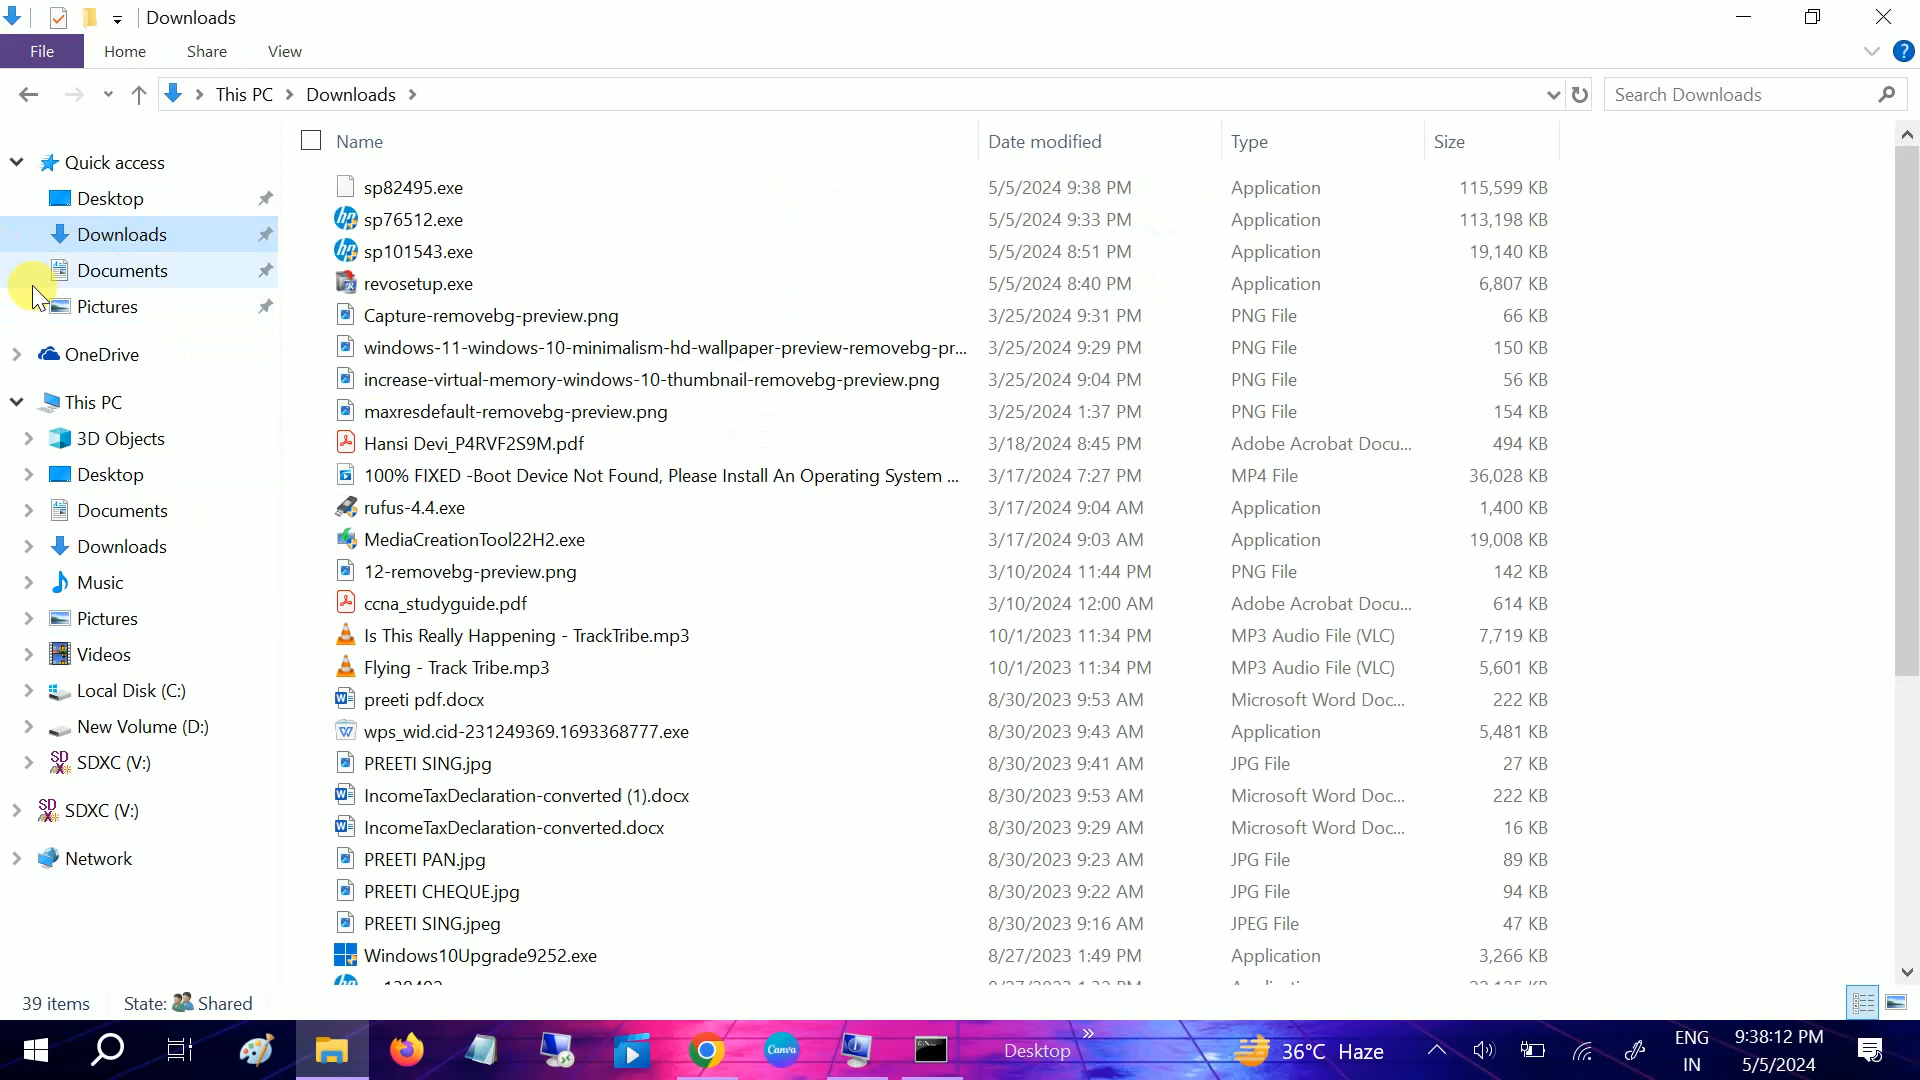 Downloads
File Home Share View
This PC > Downloads >
Search Downloads
Name Date modified Type Size
Quick access
Desktop
Downloads
Documents
Pictures
OneDrive
This PC
3D Objects
Desktop
Documents
Downloads
Music
Pictures
Videos
Local Disk (C:)
New Volume (D:)
SDXC (V:)
SDXC (V:)
Network
sp82495.exe 5/5/2024 9:38 PM Application 115,599 KB
sp76512.exe 5/5/2024 9:33 PM Application 113,198 KB
sp101543.exe 5/5/2024 8:51 PM Application 19,140 KB
revosetup.exe 5/5/2024 8:40 PM Application 6,807 KB
Capture-removebg-preview.png 3/25/2024 9:31 PM PNG File 66 KB
windows-11-windows-10-minimalism-hd-wallpaper-preview-removebg-pr... 3/25/2024 9:29 PM PNG File 150 KB
increase-virtual-memory-windows-10-thumbnail-removebg-preview.png 3/25/2024 9:04 PM PNG File 56 KB
maxresdefault-removebg-preview.png 3/25/2024 1:37 PM PNG File 154 KB
Hansi Devi_P4RVF2S9M.pdf 3/18/2024 8:45 PM Adobe Acrobat Docu... 494 KB
100% FIXED -Boot Device Not Found, Please Install An Operating System ... 3/17/2024 7:27 PM MP4 File 36,028 KB
rufus-4.4.exe 3/17/2024 9:04 AM Application 1,400 KB
MediaCreationTool22H2.exe 3/17/2024 9:03 AM Application 19,008 KB
12-removebg-preview.png 3/10/2024 11:44 PM PNG File 142 KB
ccna_studyguide.pdf 3/10/2024 12:00 AM Adobe Acrobat Docu... 614 KB
Is This Really Happening - TrackTribe.mp3 10/1/2023 11:34 PM MP3 Audio File (VLC) 7,719 KB
Flying - Track Tribe.mp3 10/1/2023 11:34 PM MP3 Audio File (VLC) 5,601 KB
preeti pdf.docx 8/30/2023 9:53 AM Microsoft Word Doc... 222 KB
wps_wid.cid-231249369.1693368777.exe 8/30/2023 9:43 AM Application 5,481 KB
PREETI SING.jpg 8/30/2023 9:41 AM JPG File 27 KB
IncomeTaxDeclaration-converted (1).docx 8/30/2023 9:53 AM Microsoft Word Doc... 222 KB
IncomeTaxDeclaration-converted.docx 8/30/2023 9:29 AM Microsoft Word Doc... 16 KB
PREETI PAN.jpg 8/30/2023 9:23 AM JPG File 89 KB
PREETI CHEQUE.jpg 8/30/2023 9:22 AM JPG File 94 KB
PREETI SING.jpeg 8/30/2023 9:16 AM JPEG File 47 KB
Windows10Upgrade9252.exe 8/27/2023 1:49 PM Application 3,266 KB
39 items State: Shared
Canva
Desktop
36°C Haze
ENG
IN
9:38:12 PM
5/5/2024